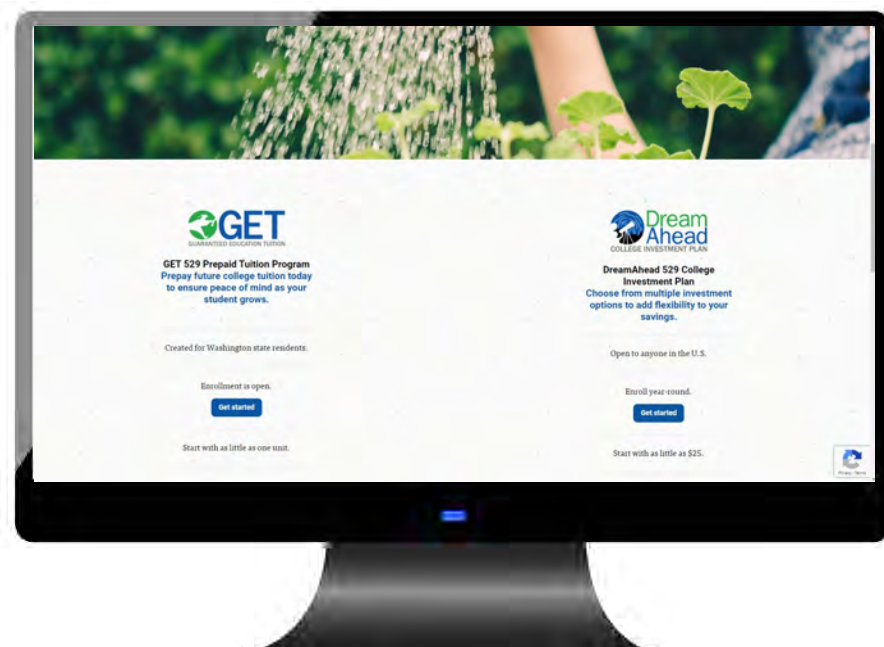 GET
GUARANTEED EDUCATION TUITION
GET 529 Prepaid Tuition Program
Prepay future college tuition today
to ensure peace of mind as your
student grows.
Created for Washington state residents.
Enrollment is open.
Get started
Start with as little as one unit.
Dream
Ahead
COLLEGE INVESTMENT PLAN
DreamAhead 529 College
Investment Plan
Choose from multiple investment
options to add flexibility to your
savings.
Open to anyone in the U.S.
Enroll year-round.
Get started
Start with as little as $25.
Privacy - Terms